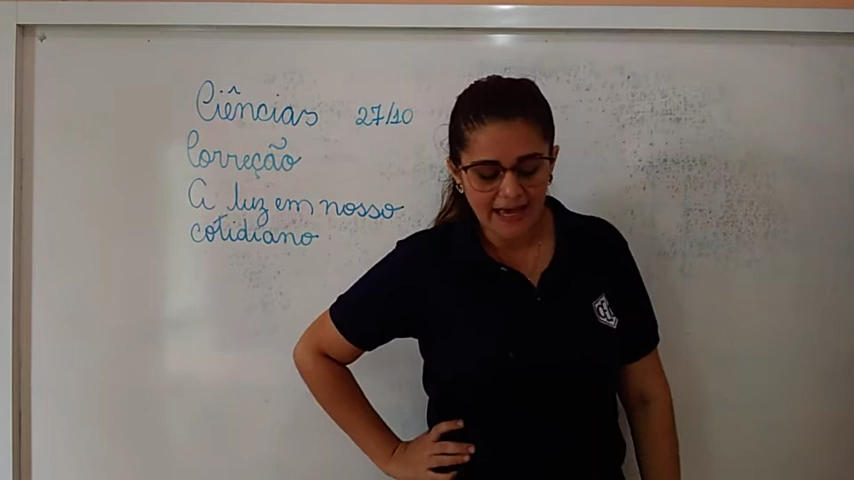 Ciências 27/10
Correção
A luz em nosso
cotidiano